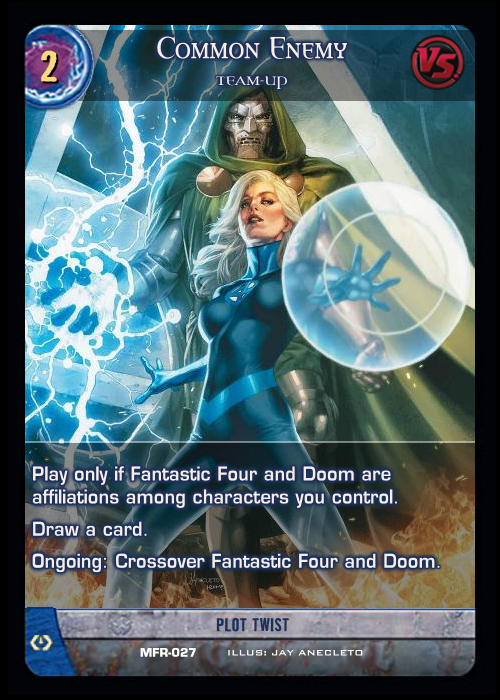 2
Common Enemy
VS.
TEAM-UP
Play only if Fantastic Four and Doom are
affiliations among characters you control.
Draw a card.
Ongoing: Crossover Fantastic Four and Doom.
PLOT TWIST
MFR-027 ILLUS: JAY ANECLETO